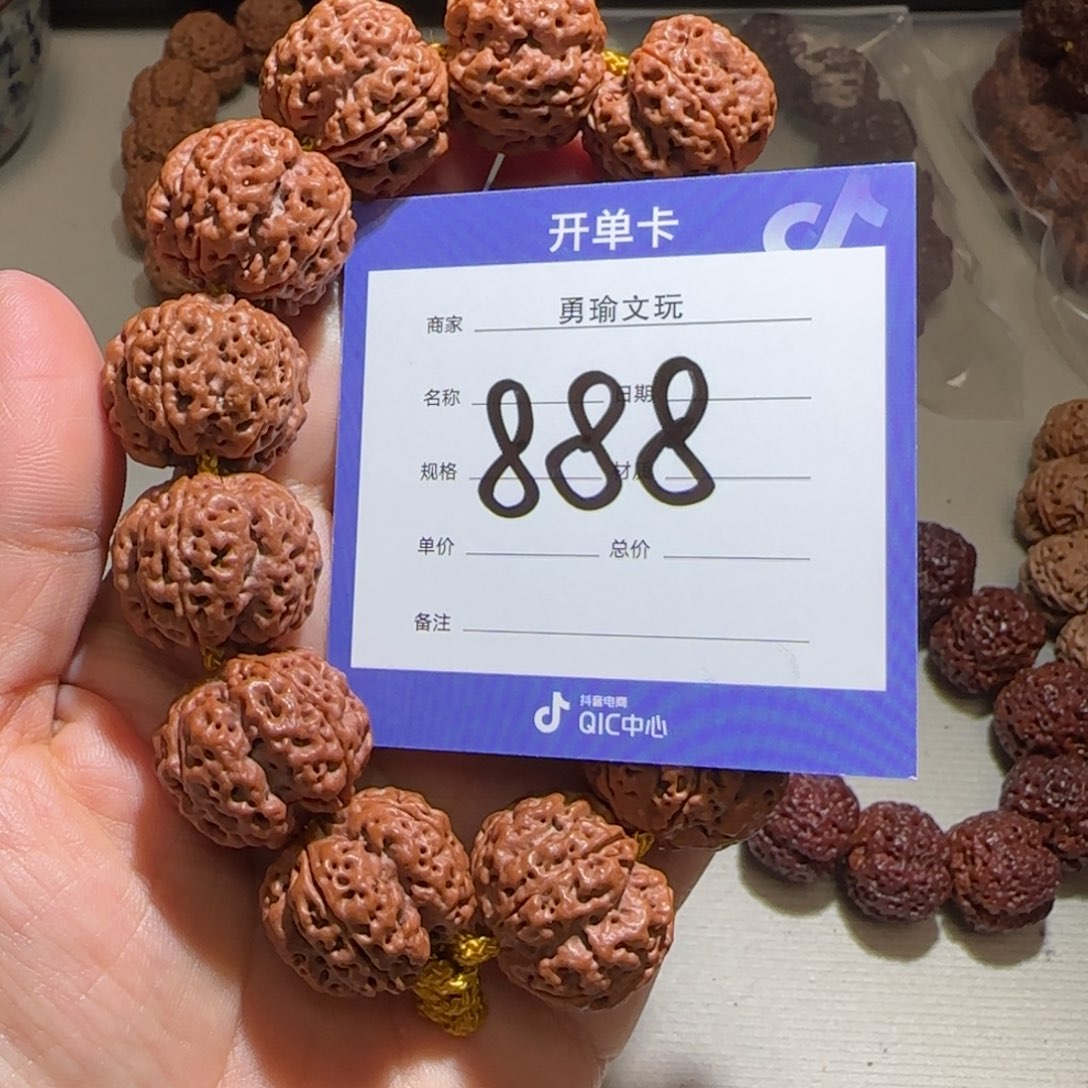 开单卡
商家 勇瑜文玩
名称 日期
888
规格 材质
单价 总价
备注
抖音电商
QIC中心